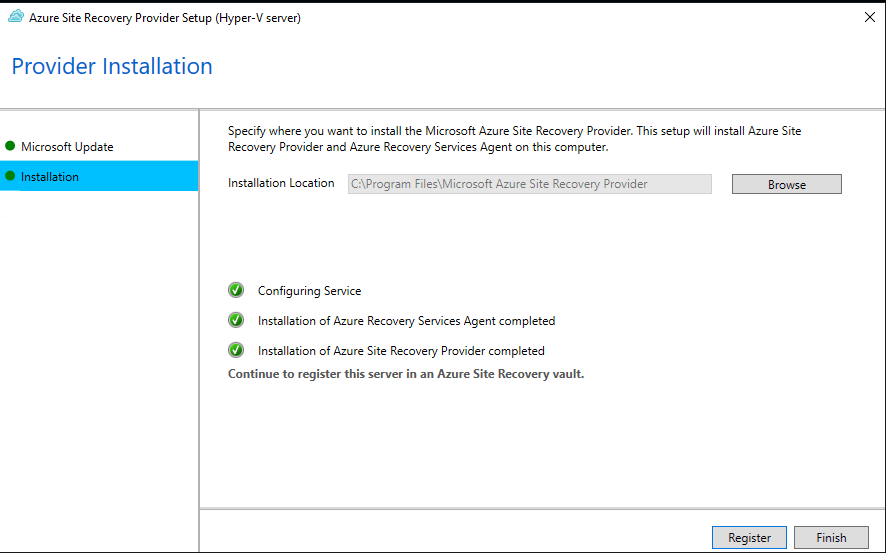 Azure Site Recovery Provider Setup (Hyper-V server)
Provider Installation
Microsoft Update
Installation
Specify where you want to install the Microsoft Azure Site Recovery Provider. This setup will install Azure Site
Recovery Provider and Azure Recovery Services Agent on this computer.
Installation Location
C:\Program Files\Microsoft Azure Site Recovery Provider
Browse
Configuring Service
Installation of Azure Recovery Services Agent completed
Installation of Azure Site Recovery Provider completed
Continue to register this server in an Azure Site Recovery vault.
Register
Finish